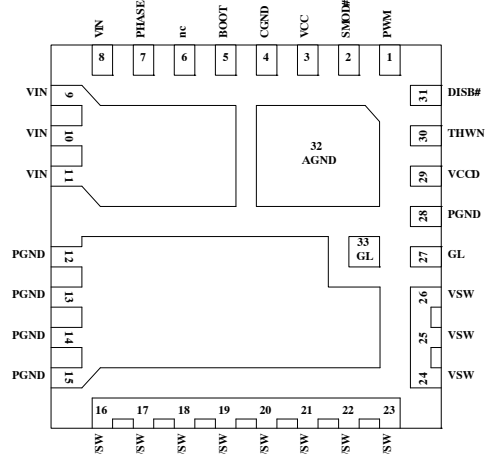 VIN PHASE nc BOOT CGND VCC SMOD# PWM
8 7 6 5 4 3 2 1
VIN 9
VIN 10
VIN 11
32
AGND
31 DISB#
30 THWN
29 VCCD
28 PGND
33
GL
27 GL
PGND 12
PGND 13
PGND 14
PGND 15
26 VSW
25 VSW
24 VSW
16 17 18 19 20 21 22 23
VSW VSW VSW VSW VSW VSW VSW VSW